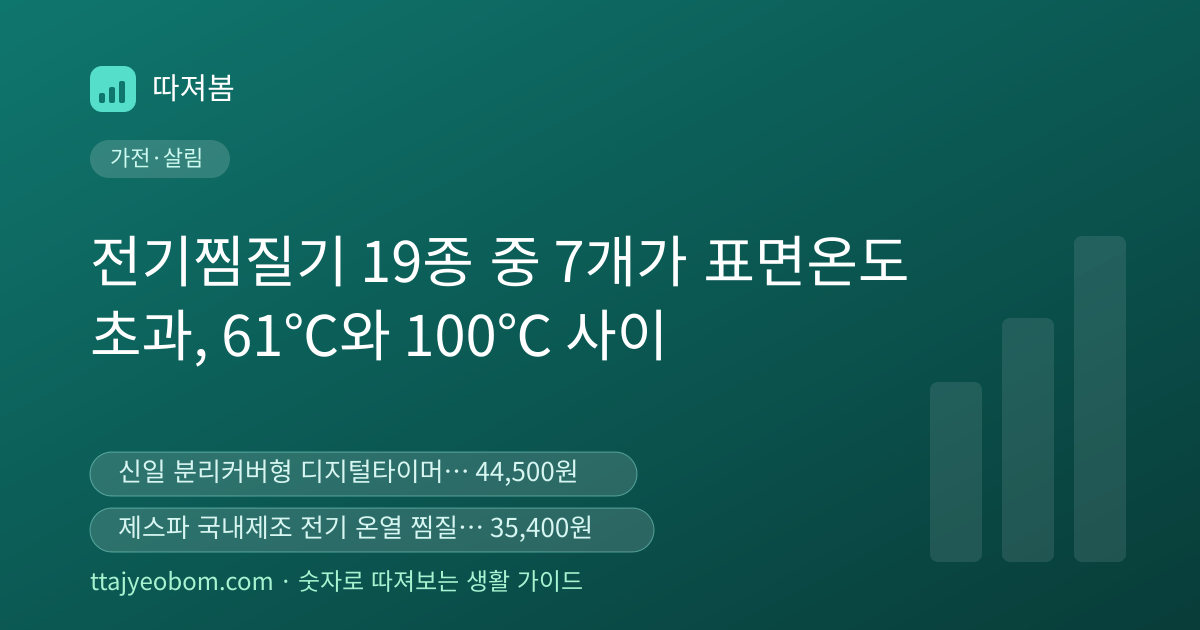 따져봄
가전·살림
전기찜질기 19종 중 7개가 표면온도
초과, 61℃와 100℃ 사이
신일 분리커버형 디지털타이머… 44,500원
제스파 국내제조 전기 온열 찜질… 35,400원
ttajyeobom.com · 숫자로 따져보는 생활 가이드